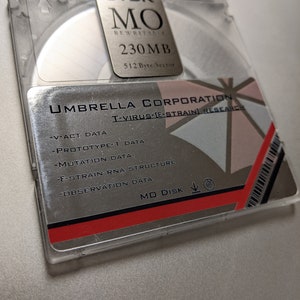 MO
REWRITABLE
230MB
512 Byte/Sector
Umbrella Corporation
T-virus [E-strain] research
-V-ACT data
-Prototype-T data
-Mutation data
-E-strain RNA structure
-Observation data
MO Disk